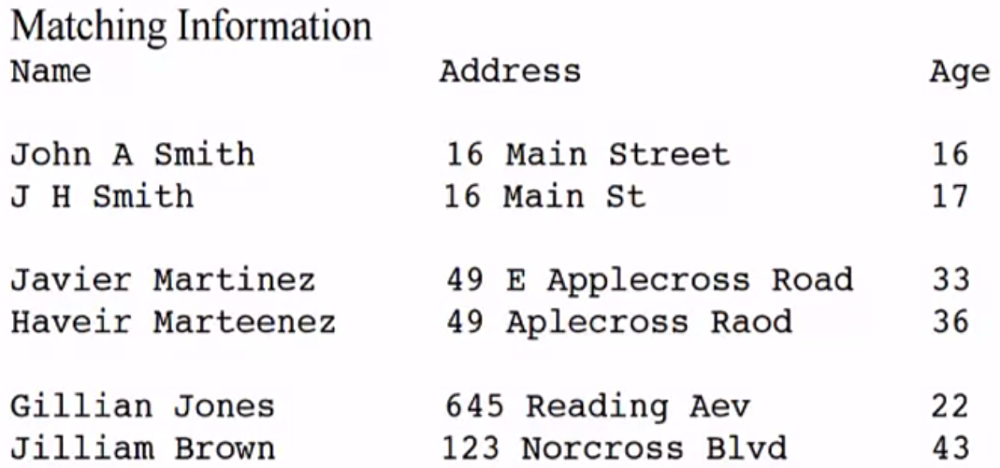 Matching Information
Name Address Age
John A Smith 16 Main Street 16
J H Smith 16 Main St 17
Javier Martinez 49 E Applecross Road 33
Haveir Marteenez 49 Aplecross Raod 36
Gillian Jones 645 Reading Aev 22
Jilliam Brown 123 Norcross Blvd 43